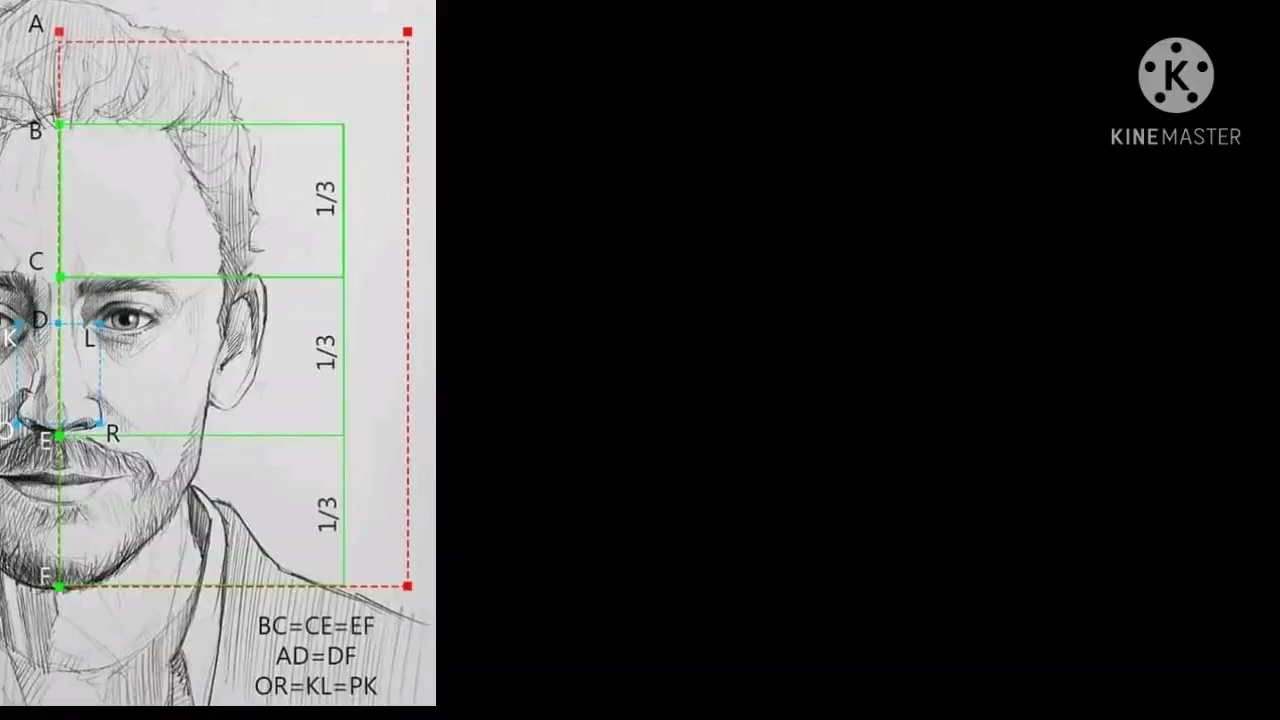 A
B
1/3
C
D
K
L
1/3
O
R
E
1/3
F
BC=CE=EF
AD=DF
OR=KL=PK
KINEMASTER